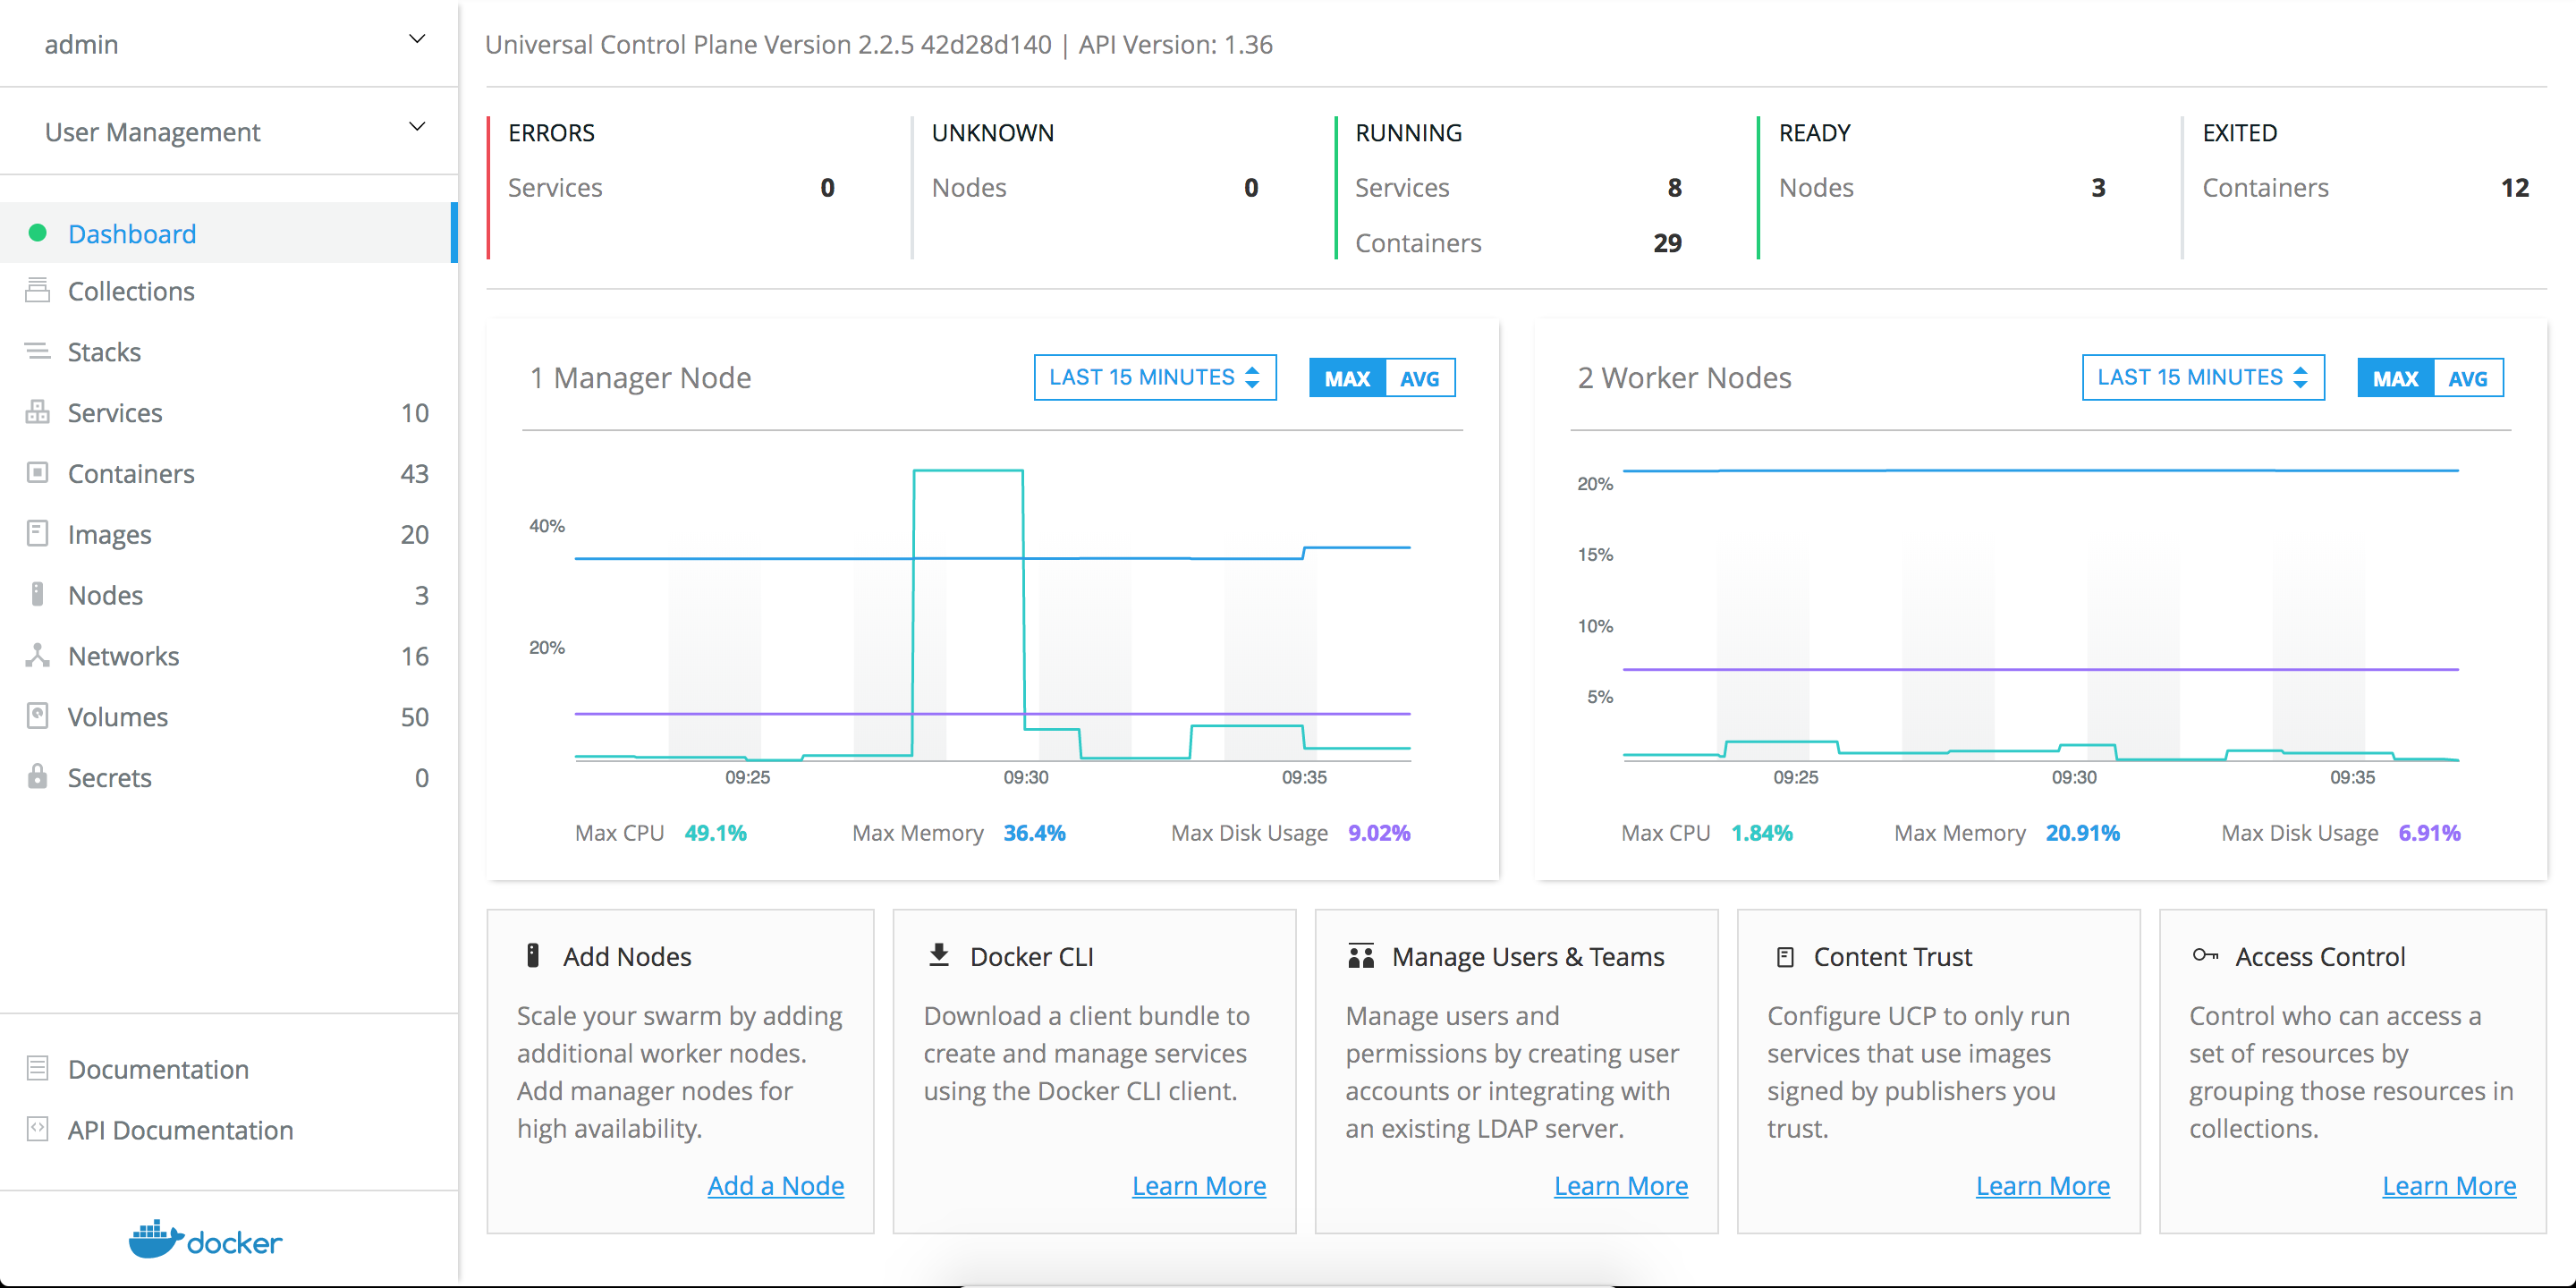 admin
User Management
Dashboard
Collections
Stacks
Services 10
Containers 43
Images 20
Nodes 3
Networks 16
Volumes 50
Secrets 0
Documentation
API Documentation
docker
Universal Control Plane Version 2.2.5 42d28d140 | API Version: 1.36
ERRORS
Services 0
UNKNOWN
Nodes 0
RUNNING
Services 8
Containers 29
READY
Nodes 3
EXITED
Containers 12
1 Manager Node
LAST 15 MINUTES
MAX AVG
40%
20%
09:25 09:30 09:35
Max CPU 49.1% Max Memory 36.4% Max Disk Usage 9.02%
2 Worker Nodes
LAST 15 MINUTES
MAX AVG
20%
15%
10%
5%
09:25 09:30 09:35
Max CPU 1.84% Max Memory 20.91% Max Disk Usage 6.91%
Add Nodes
Scale your swarm by adding
additional worker nodes.
Add manager nodes for
high availability.
Add a Node
Docker CLI
Download a client bundle to
create and manage services
using the Docker CLI client.
Learn More
Manage Users & Teams
Manage users and
permissions by creating user
accounts or integrating with
an existing LDAP server.
Learn More
Content Trust
Configure UCP to only run
services that use images
signed by publishers you
trust.
Learn More
Access Control
Control who can access a
set of resources by
grouping those resources in
collections.
Learn More